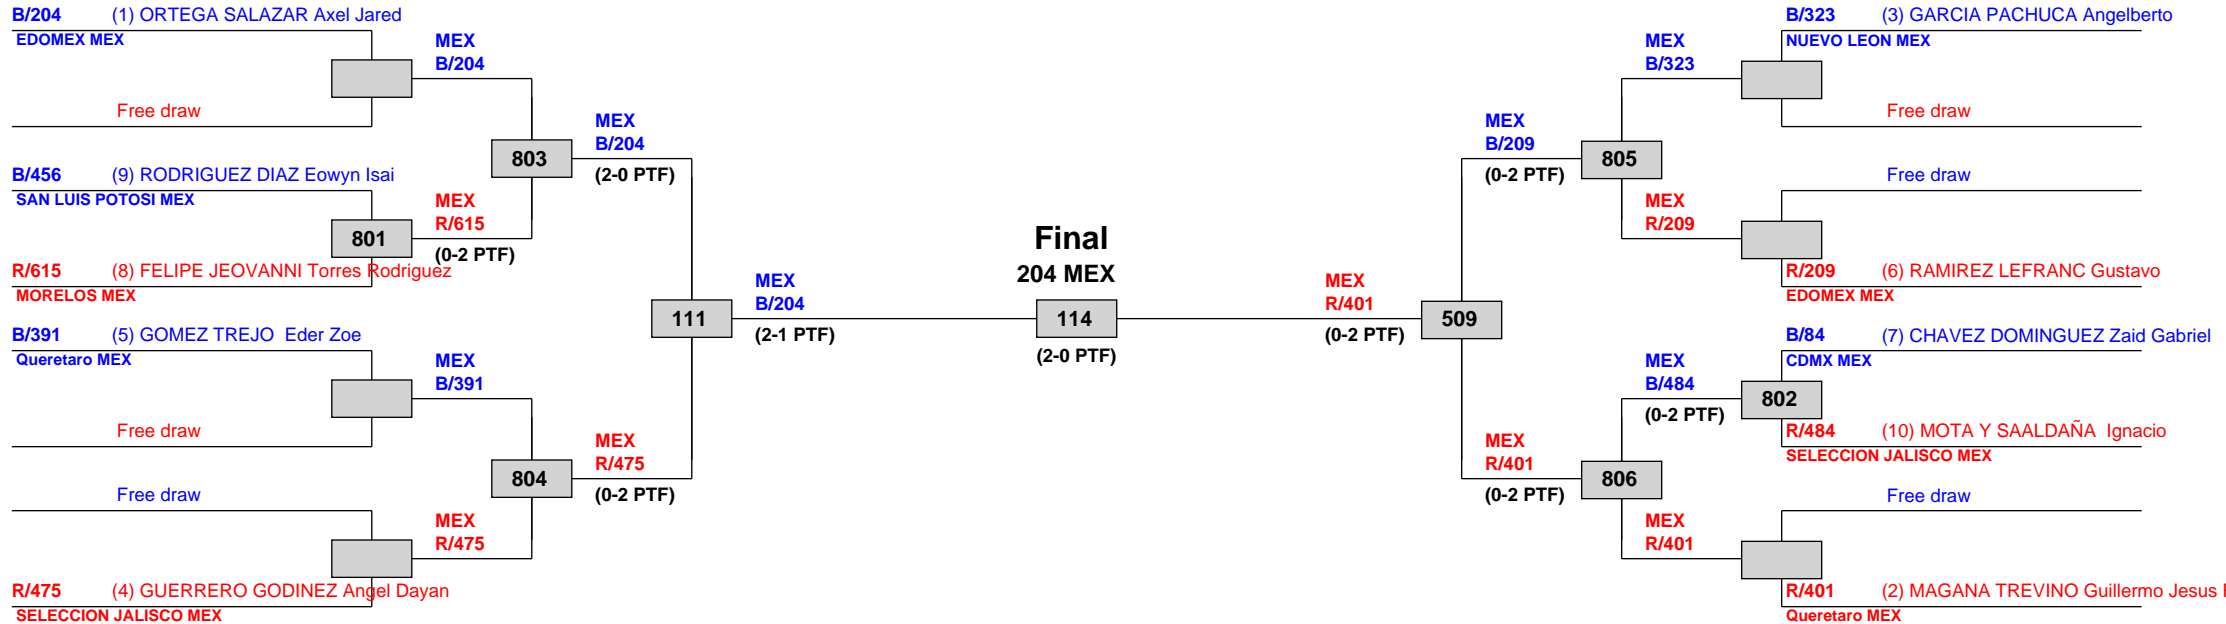 B/204 (1) ORTEGA SALAZAR Axel Jared
EDOMEX MEX
MEX
B/204
Free draw
B/456 (9) RODRIGUEZ DIAZ Eowyn Isai
SAN LUIS POTOSI MEX
801
MEX
R/615
(0-2 PTF)
R/615 (8) FELIPE JEOVANNI Torres Rodriguez
MORELOS MEX
803
MEX
B/204
(2-0 PTF)
B/391 (5) GOMEZ TREJO Eder Zoe
Queretaro MEX
MEX
B/391
Free draw
804
MEX
R/475
(0-2 PTF)
Free draw
MEX
R/475
R/475 (4) GUERRERO GODINEZ Angel Dayan
SELECCION JALISCO MEX
111
MEX
B/204
(2-1 PTF)
Final
204 MEX
114
(2-0 PTF)
MEX
R/401
(0-2 PTF)
509
B/323 (3) GARCIA PACHUCA Angelberto
NUEVO LEON MEX
MEX
B/323
Free draw
MEX
B/209
(0-2 PTF)
805
Free draw
MEX
R/209
R/209 (6) RAMIREZ LEFRANC Gustavo
EDOMEX MEX
B/84 (7) CHAVEZ DOMINGUEZ Zaid Gabriel
CDMX MEX
MEX
B/484
(0-2 PTF)
802
R/484 (10) MOTA Y SAALDAÑA Ignacio
SELECCION JALISCO MEX
MEX
R/401
(0-2 PTF)
806
Free draw
MEX
R/401
R/401 (2) MAGANA TREVINO Guillermo Jesus
Queretaro MEX